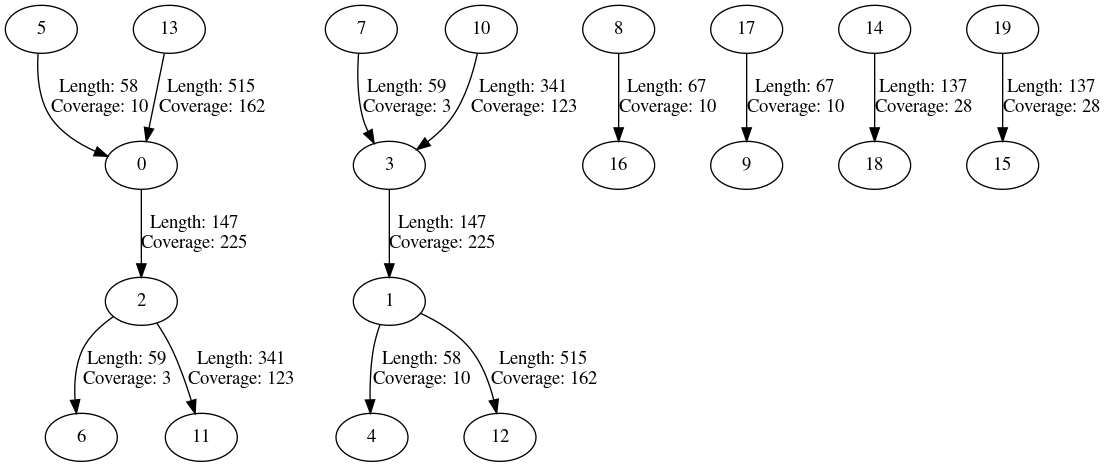 5
13
7
10
8
17
14
19
Length: 58
Coverage: 10
Length: 515
Coverage: 162
Length: 59
Coverage: 3
Length: 341
Coverage: 123
Length: 67
Coverage: 10
Length: 67
Coverage: 10
Length: 137
Coverage: 28
Length: 137
Coverage: 28
0
3
16
9
18
15
Length: 147
Coverage: 225
Length: 147
Coverage: 225
2
1
Length: 59
Coverage: 3
Length: 341
Coverage: 123
Length: 58
Coverage: 10
Length: 515
Coverage: 162
6
11
4
12